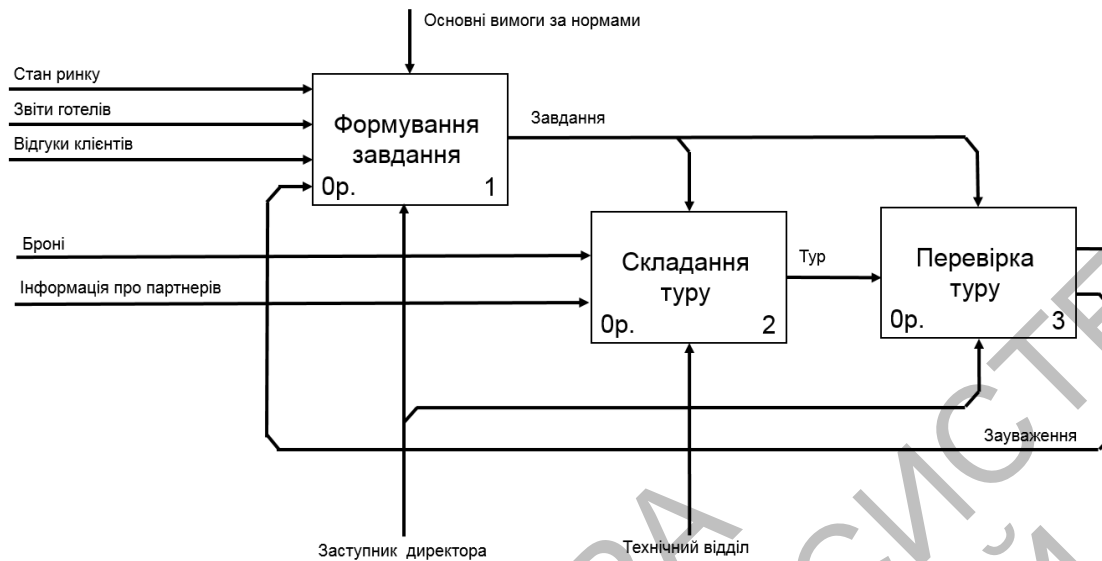 Основні вимоги за нормами
Стан ринку
Звіти готелів
Відгуки клієнтів
Формування
завдання
0р. 1
Завдання
Броні
Інформація про партнерів
Складання
туру
0р. 2
Тур
Перевірка
туру
0р. 3
Зауваження
Заступник директора
Технічний відділ